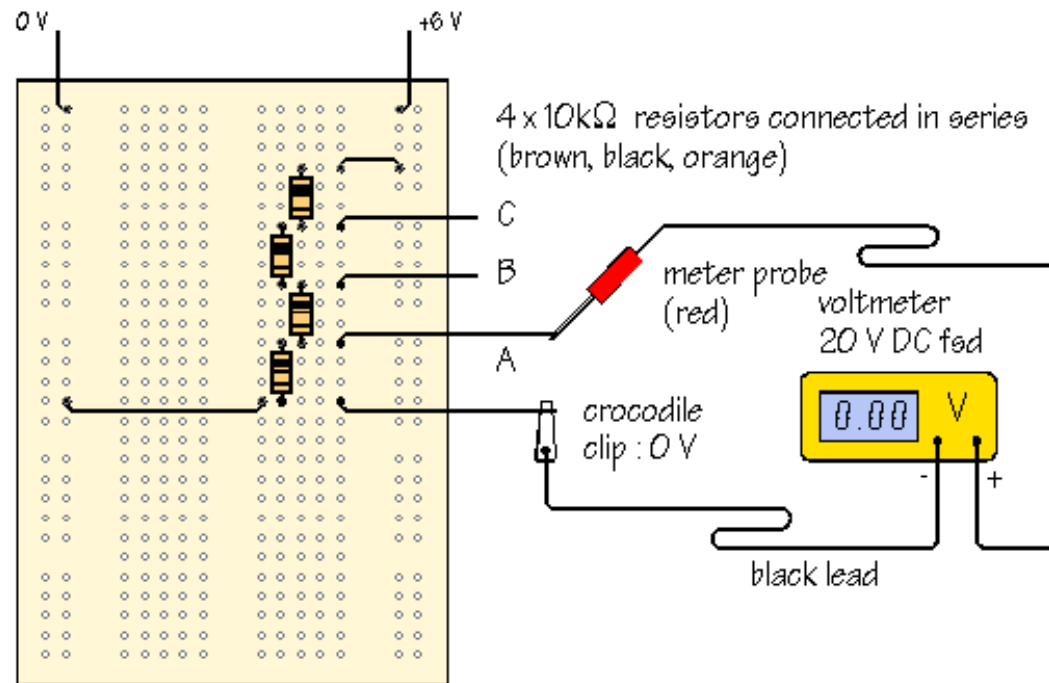 0 V
+6 V
4 x 10kΩ resistors connected in series
(brown, black, orange)
C
B
A
meter probe
(red)
voltmeter
20 V DC fsd
0.00
V
- +
crocodile
clip : 0 V
black lead